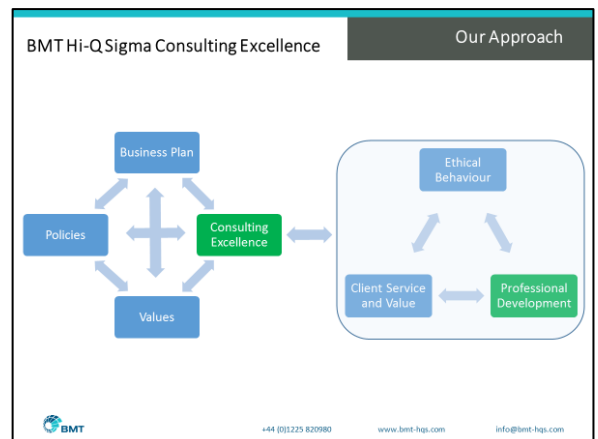 BMT Hi-Q Sigma Consulting Excellence
Our Approach
Business Plan
Policies
Consulting
Excellence
Values
Ethical
Behaviour
Client Service
and Value
Professional
Development
BMT
+44 (0)1225 820980
www.bmt-hqs.com
info@bmt-hqs.com